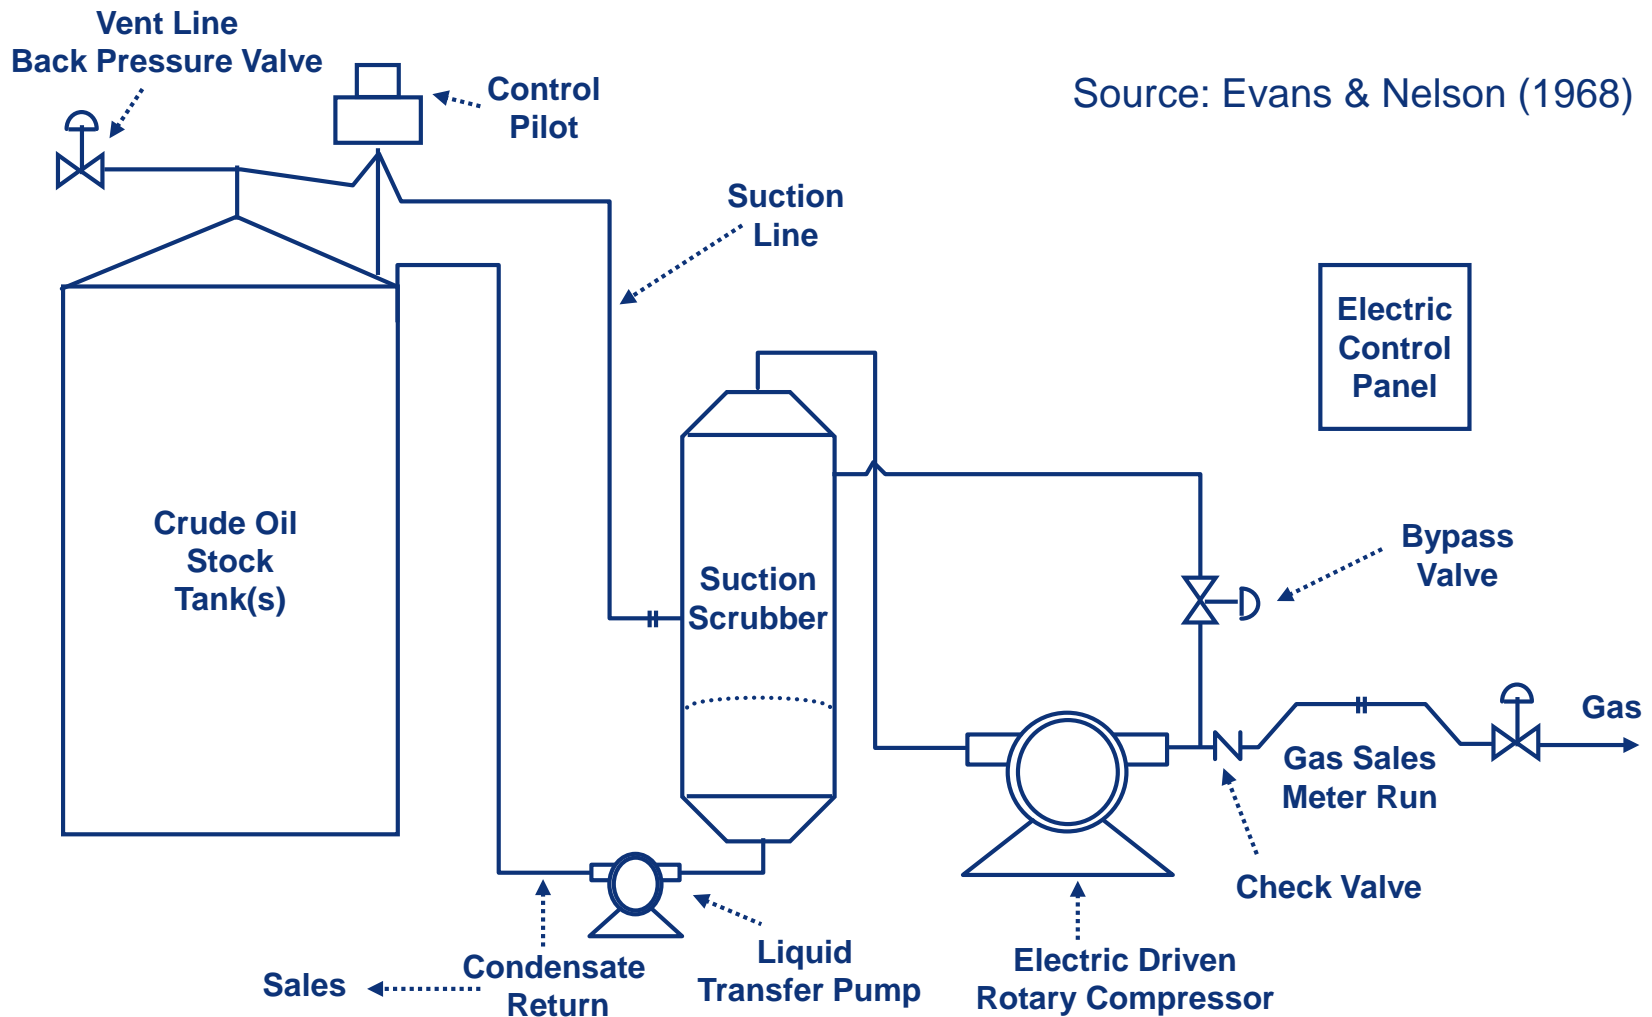 Vent Line
Back Pressure Valve
Control
Pilot
Source: Evans & Nelson (1968)
Suction
Line
Electric
Control
Panel
Crude Oil
Stock
Tank(s)
Suction
Scrubber
Bypass
Valve
Gas
Gas Sales
Meter Run
Check Valve
Liquid
Transfer Pump
Electric Driven
Rotary Compressor
Condensate
Return
Sales